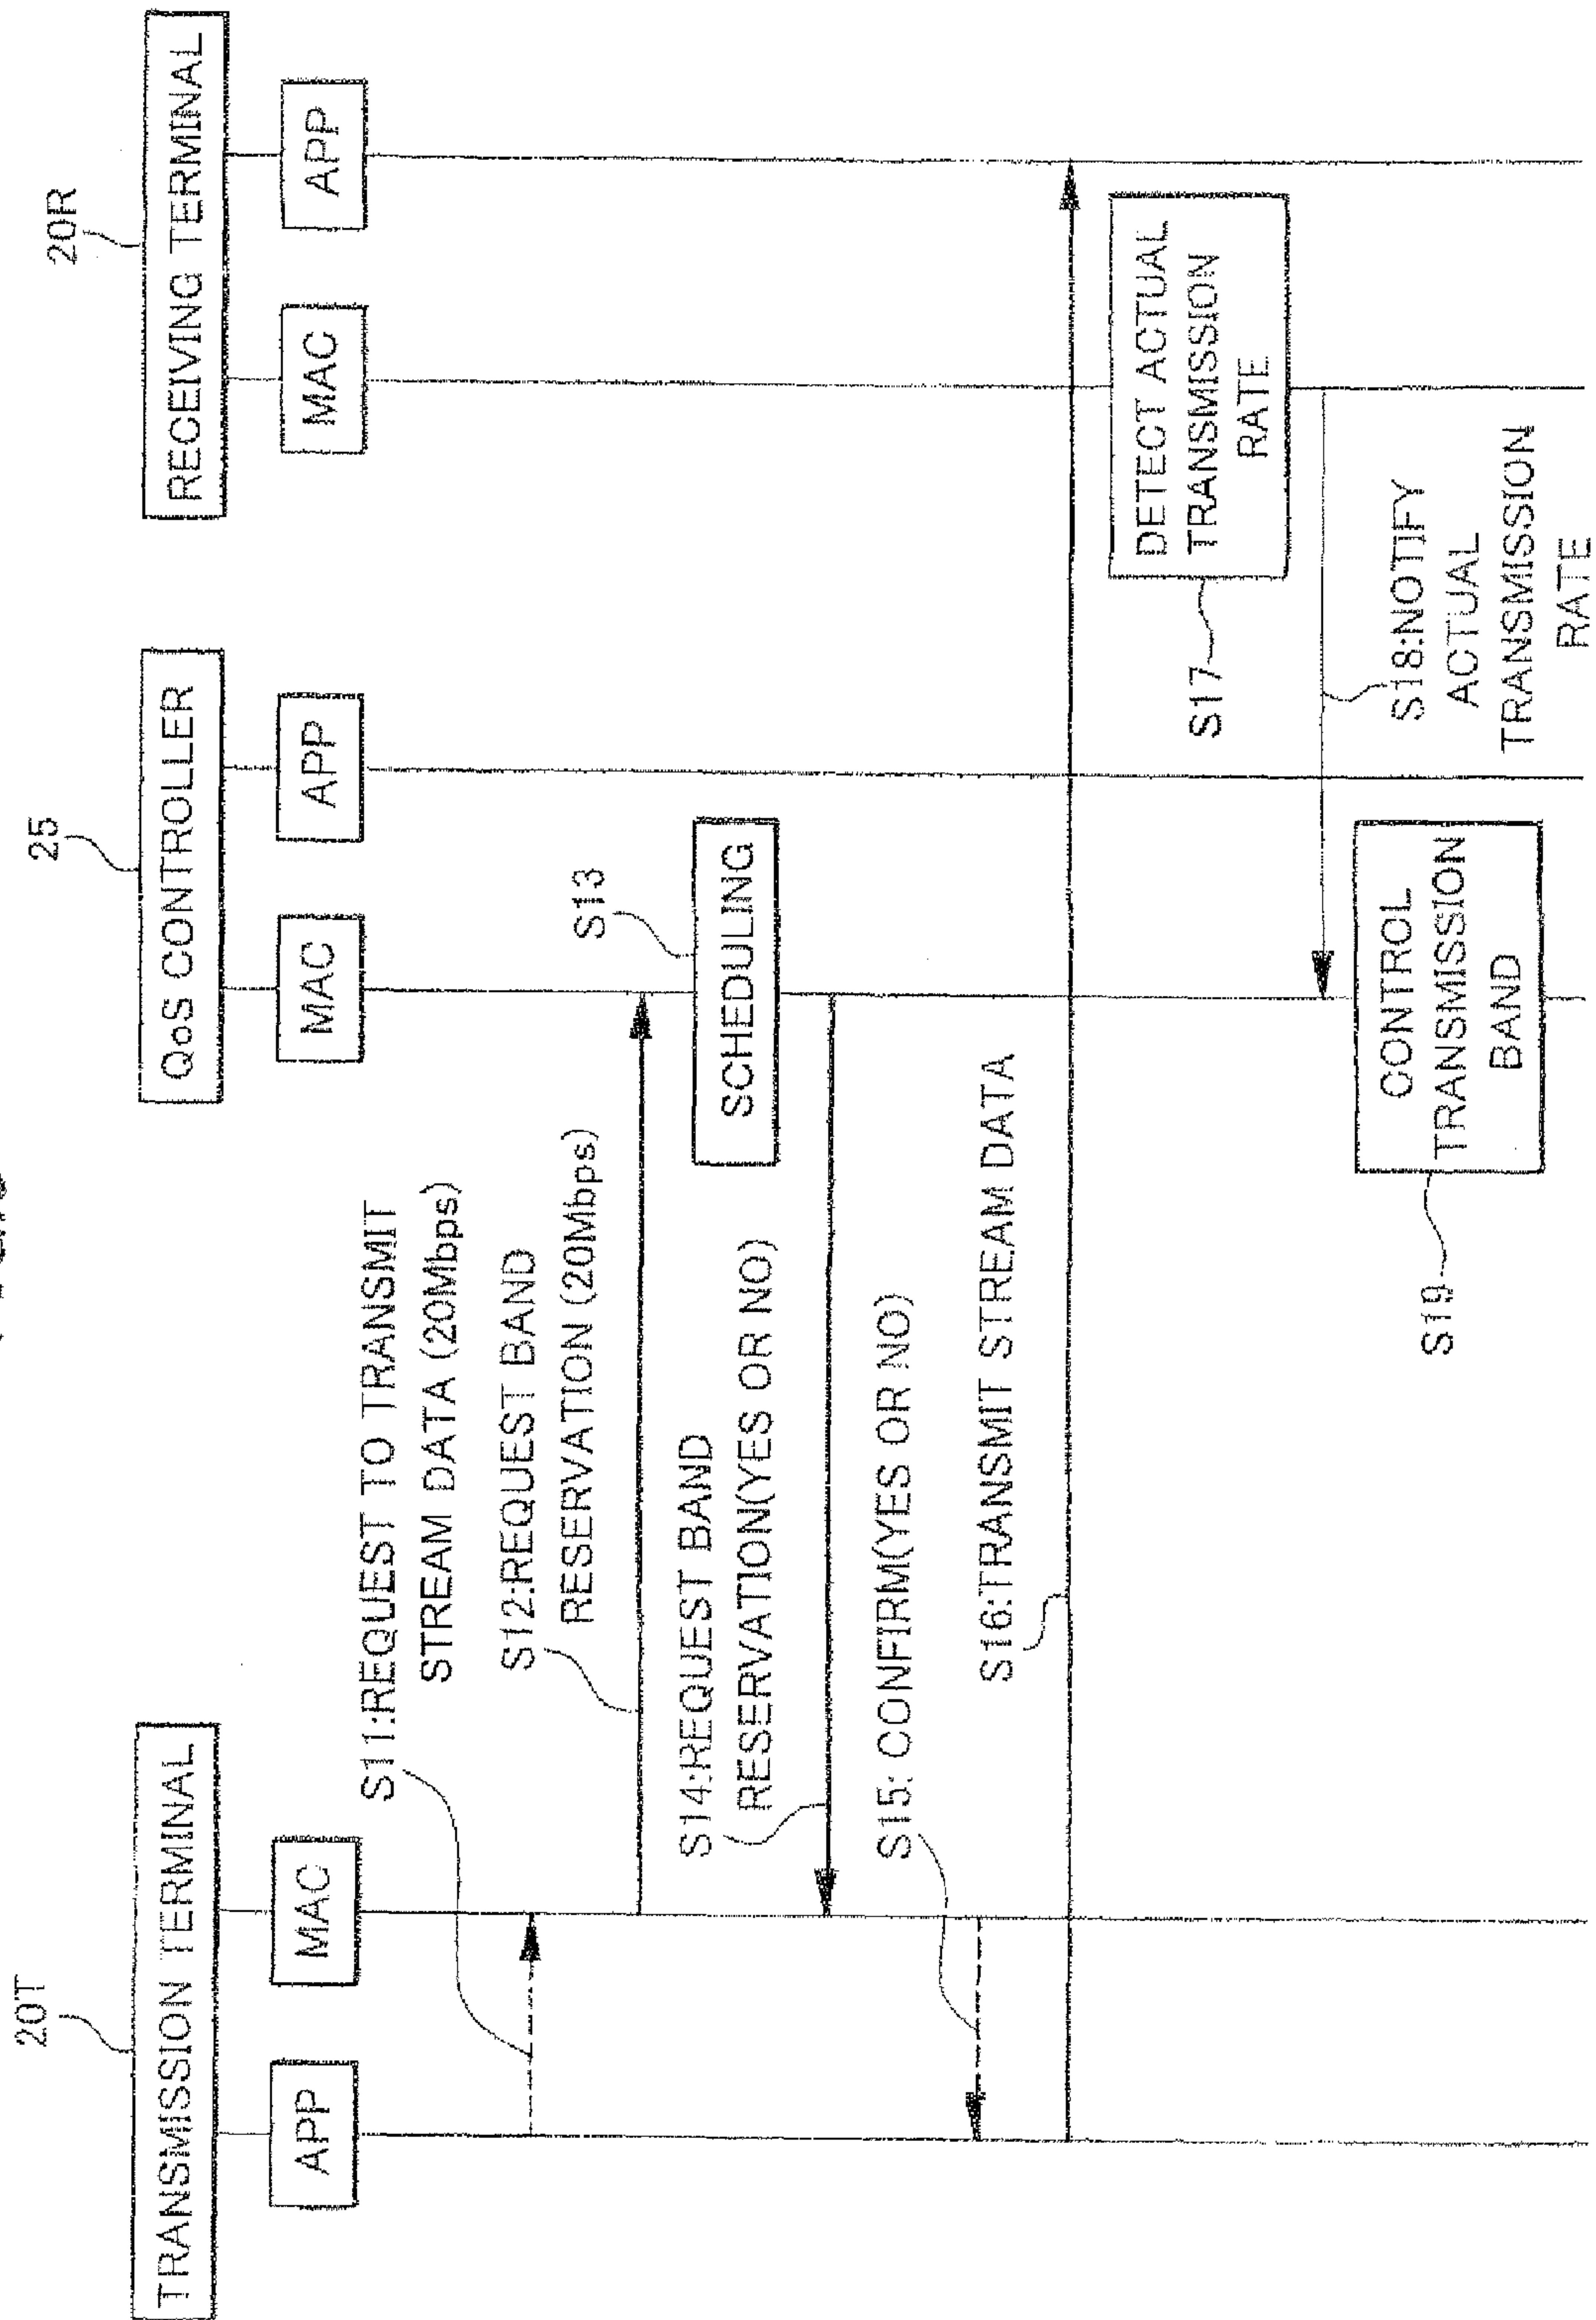 20T
TRANSMISSION TERMINAL
APP
MAC
25
QoS CONTROLLER
MAC
APP
20R
RECEIVING TERMINAL
MAC
APP
S11:REQUEST TO TRANSMIT
STREAM DATA (20Mbps)
S12:REQUEST BAND
RESERVATION (20Mbps)
S13
SCHEDULING
S14:REQUEST BAND
RESERVATION(YES OR NO)
S15: CONFIRM(YES OR NO)
S16:TRANSMIT STREAM DATA
S17
DETECT ACTUAL
TRANSMISSION
RATE
S18:NOTIFY
ACTUAL
TRANSMISSION
RATE
S19
CONTROL
TRANSMISSION
BAND